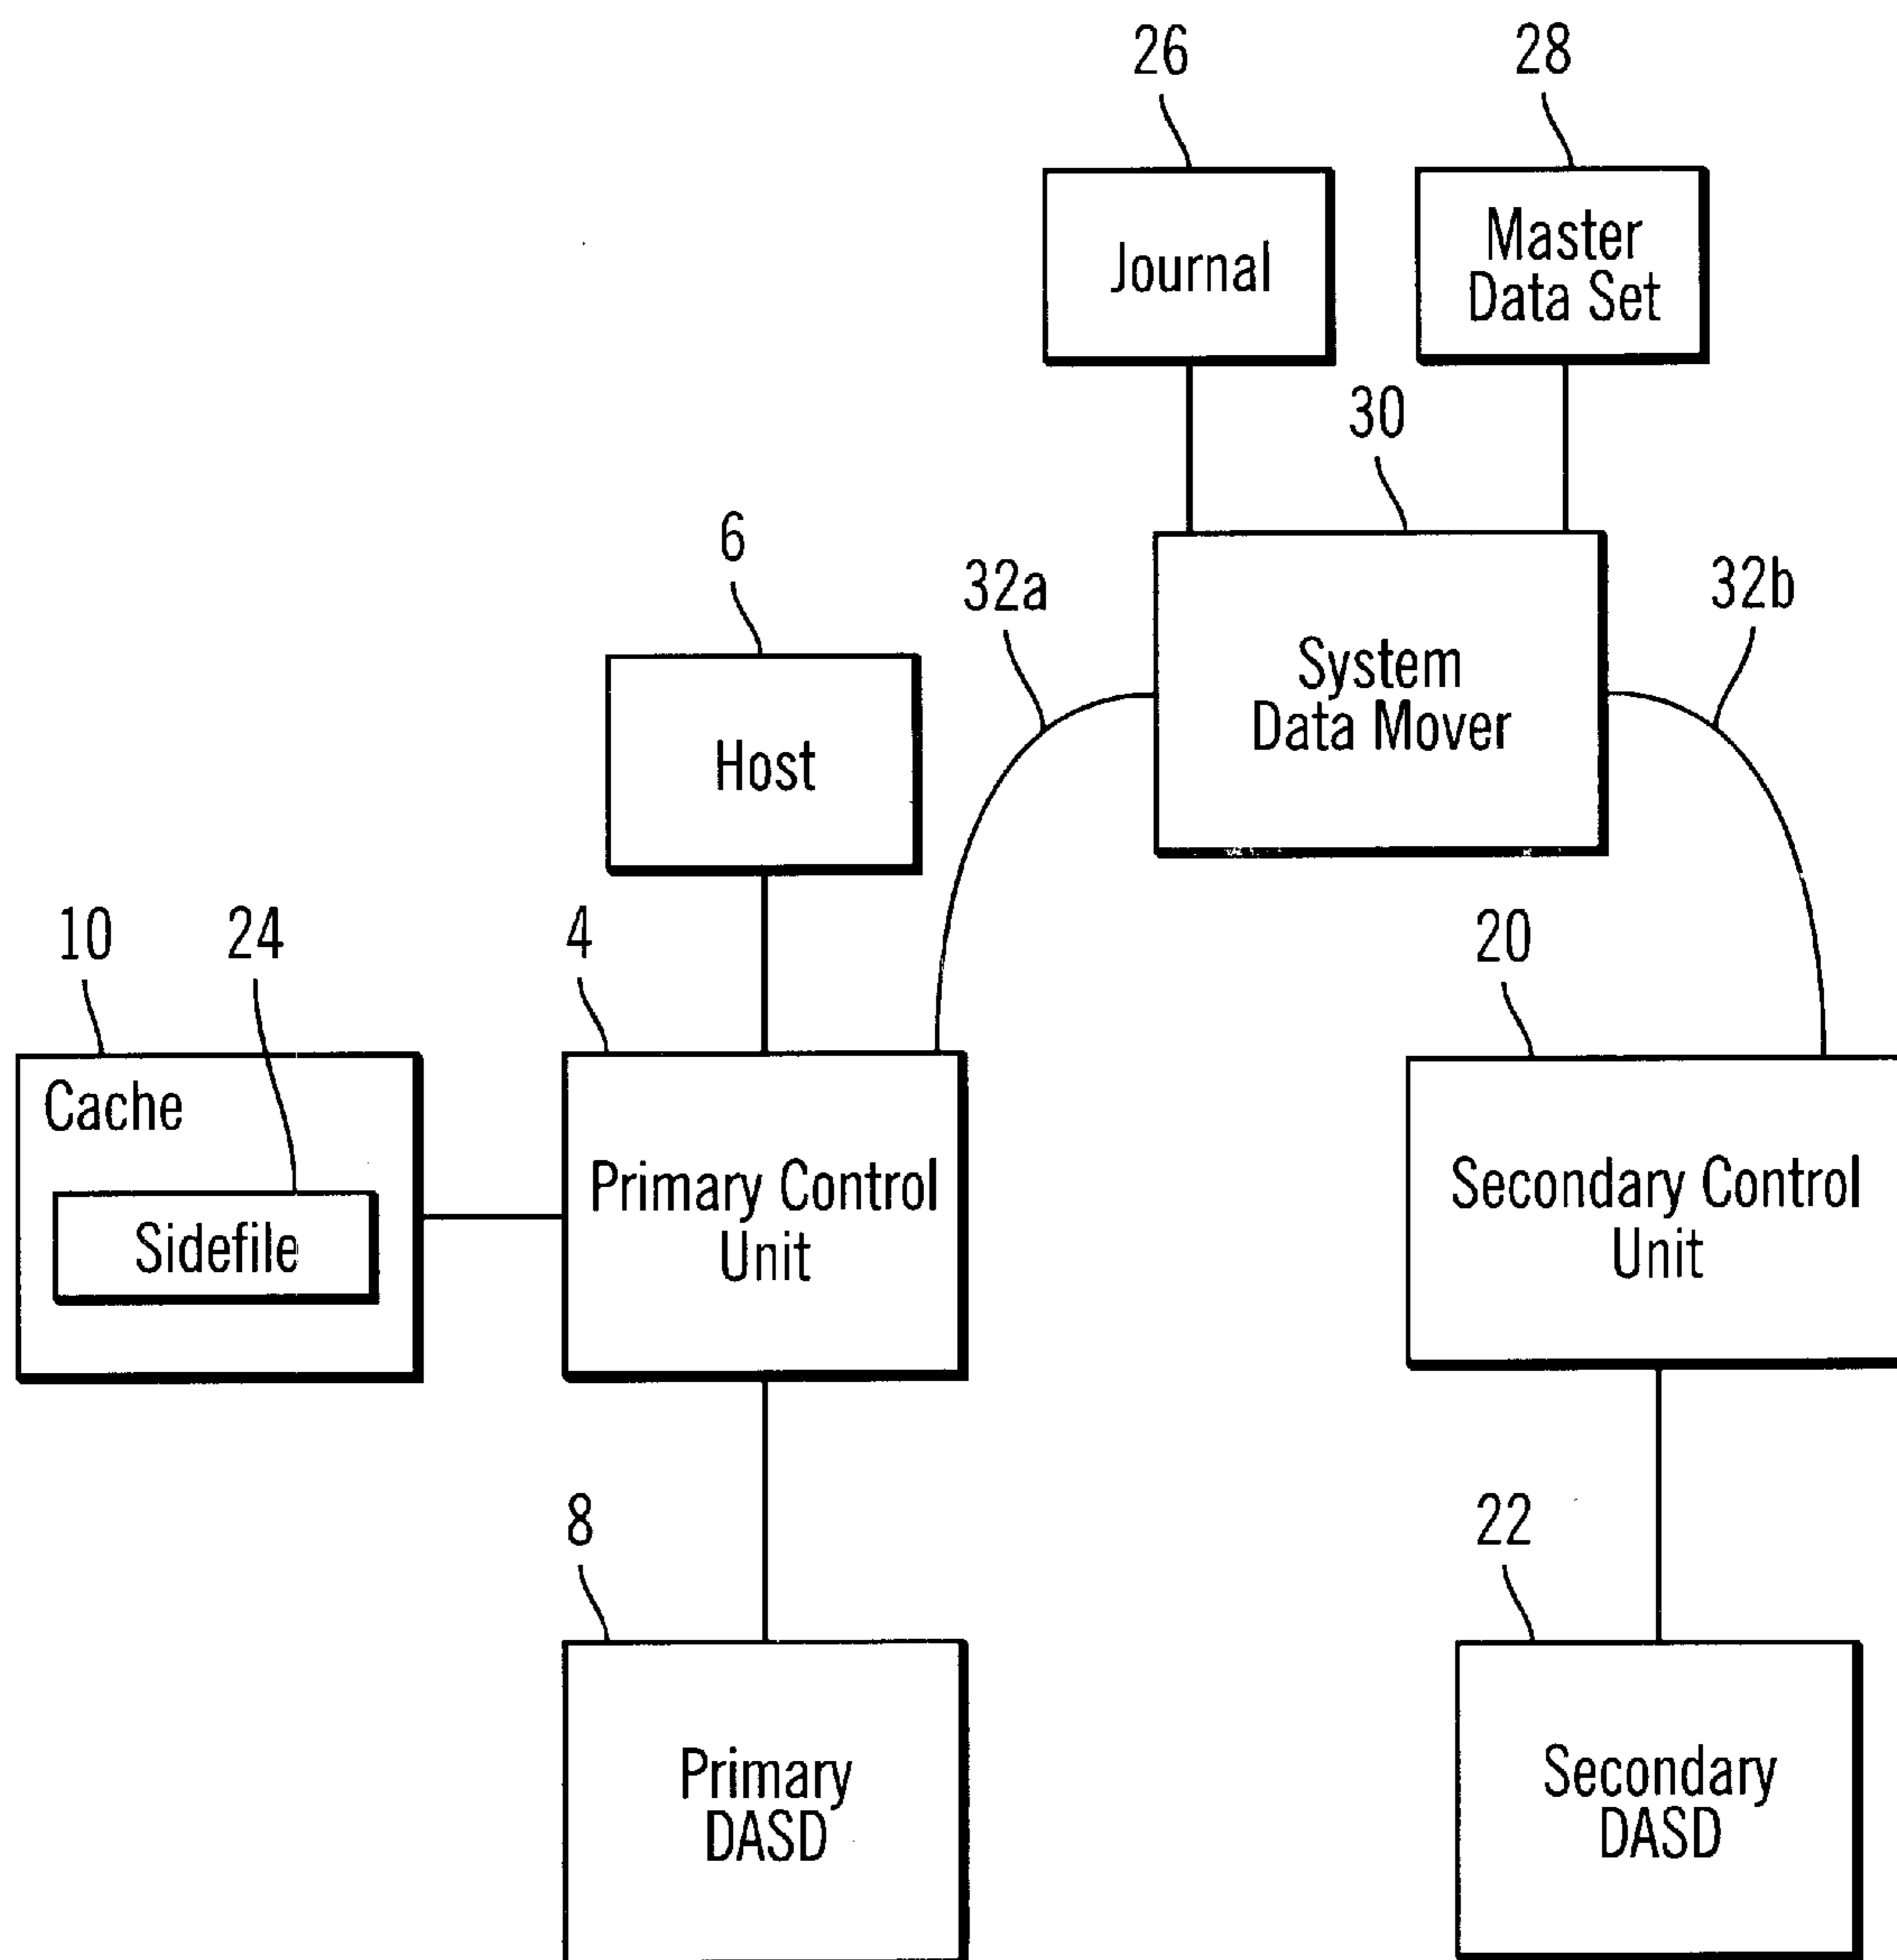 26
28
Journal
Master
Data Set
30
6
32a
32b
System
Data Mover
Host
10
24
4
20
Cache
Sidefile
Primary Control
Unit
Secondary Control
Unit
8
22
Primary
DASD
Secondary
DASD